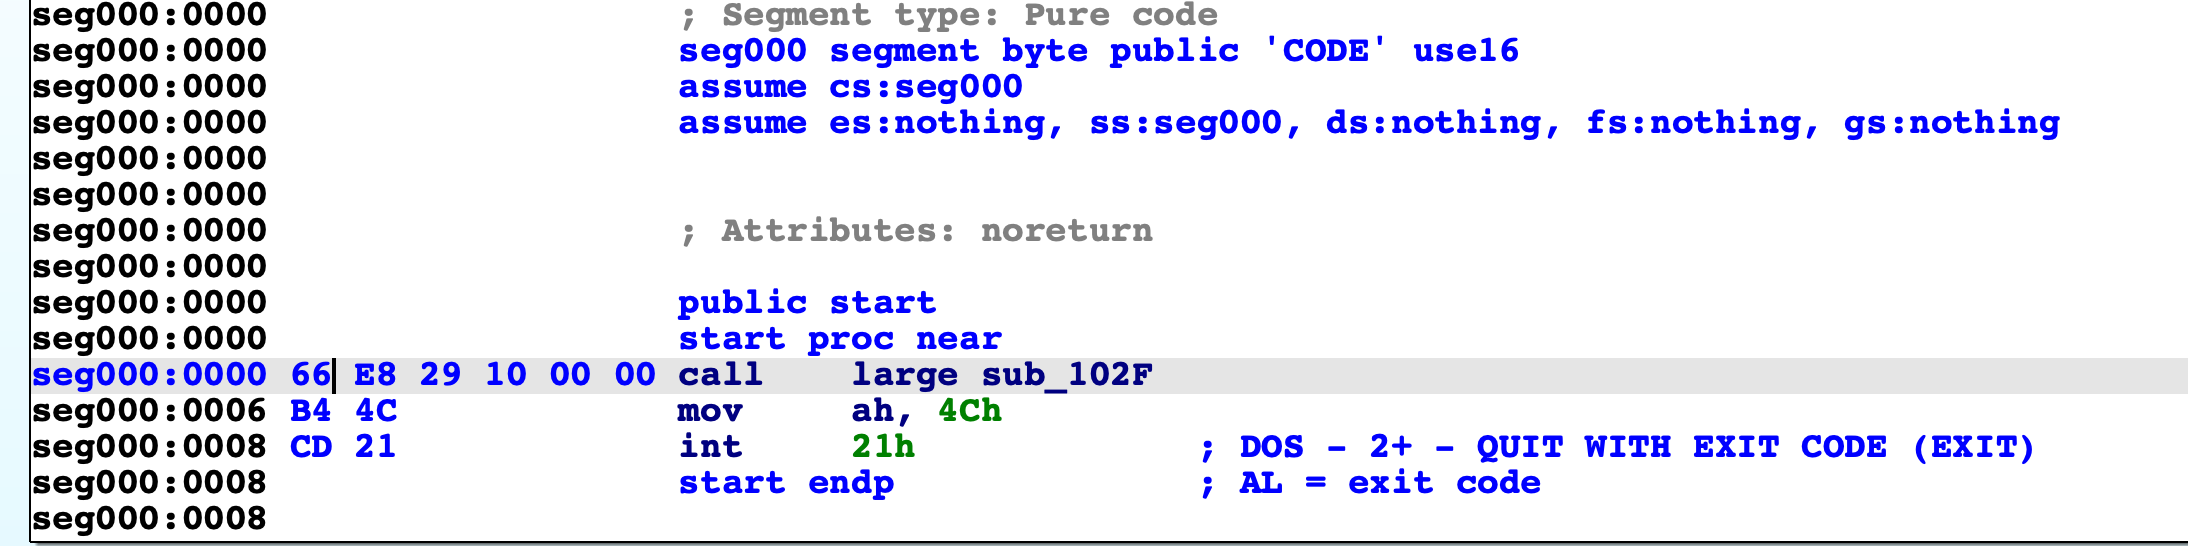 seg000:0000 ; Segment type: Pure code
seg000:0000 seg000 segment byte public 'CODE' use16
seg000:0000 assume cs:seg000
seg000:0000 assume es:nothing, ss:seg000, ds:nothing, fs:nothing, gs:nothing
seg000:0000
seg000:0000
seg000:0000 ; Attributes: noreturn
seg000:0000
seg000:0000 public start
seg000:0000 start proc near
seg000:0000 66 E8 29 10 00 00 call large sub_102F
seg000:0006 B4 4C mov ah, 4Ch
seg000:0008 CD 21 int 21h ; DOS - 2+ - QUIT WITH EXIT CODE (EXIT)
seg000:0008 start endp ; AL = exit code
seg000:0008